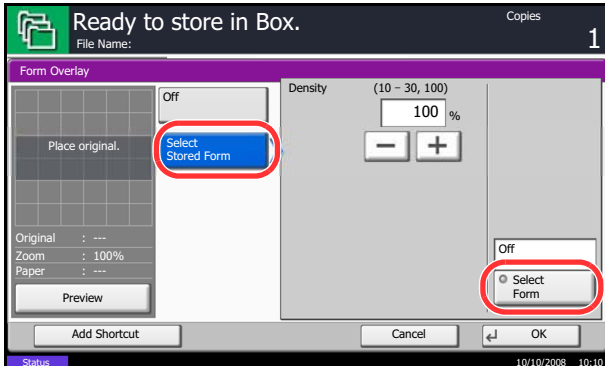 Ready to store in Box.
File Name:
Copies
1
Form Overlay
Place original.
Original : ---
Zoom : 100%
Paper : ---
Preview
Off
Select
Stored Form
Density
(10 – 30, 100)
100 %
Off
Select
Form
Add Shortcut
Cancel
OK
Status
10/10/2008 10:10